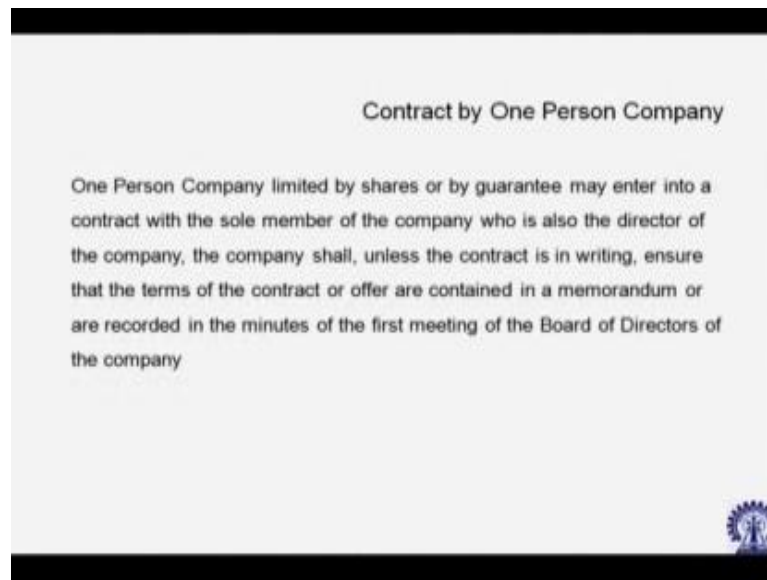 Contract by One Person Company
One Person Company limited by shares or by guarantee may enter into a
contract with the sole member of the company who is also the director of
the company, the company shall, unless the contract is in writing, ensure
that the terms of the contract or offer are contained in a memorandum or
are recorded in the minutes of the first meeting of the Board of Directors of
the company